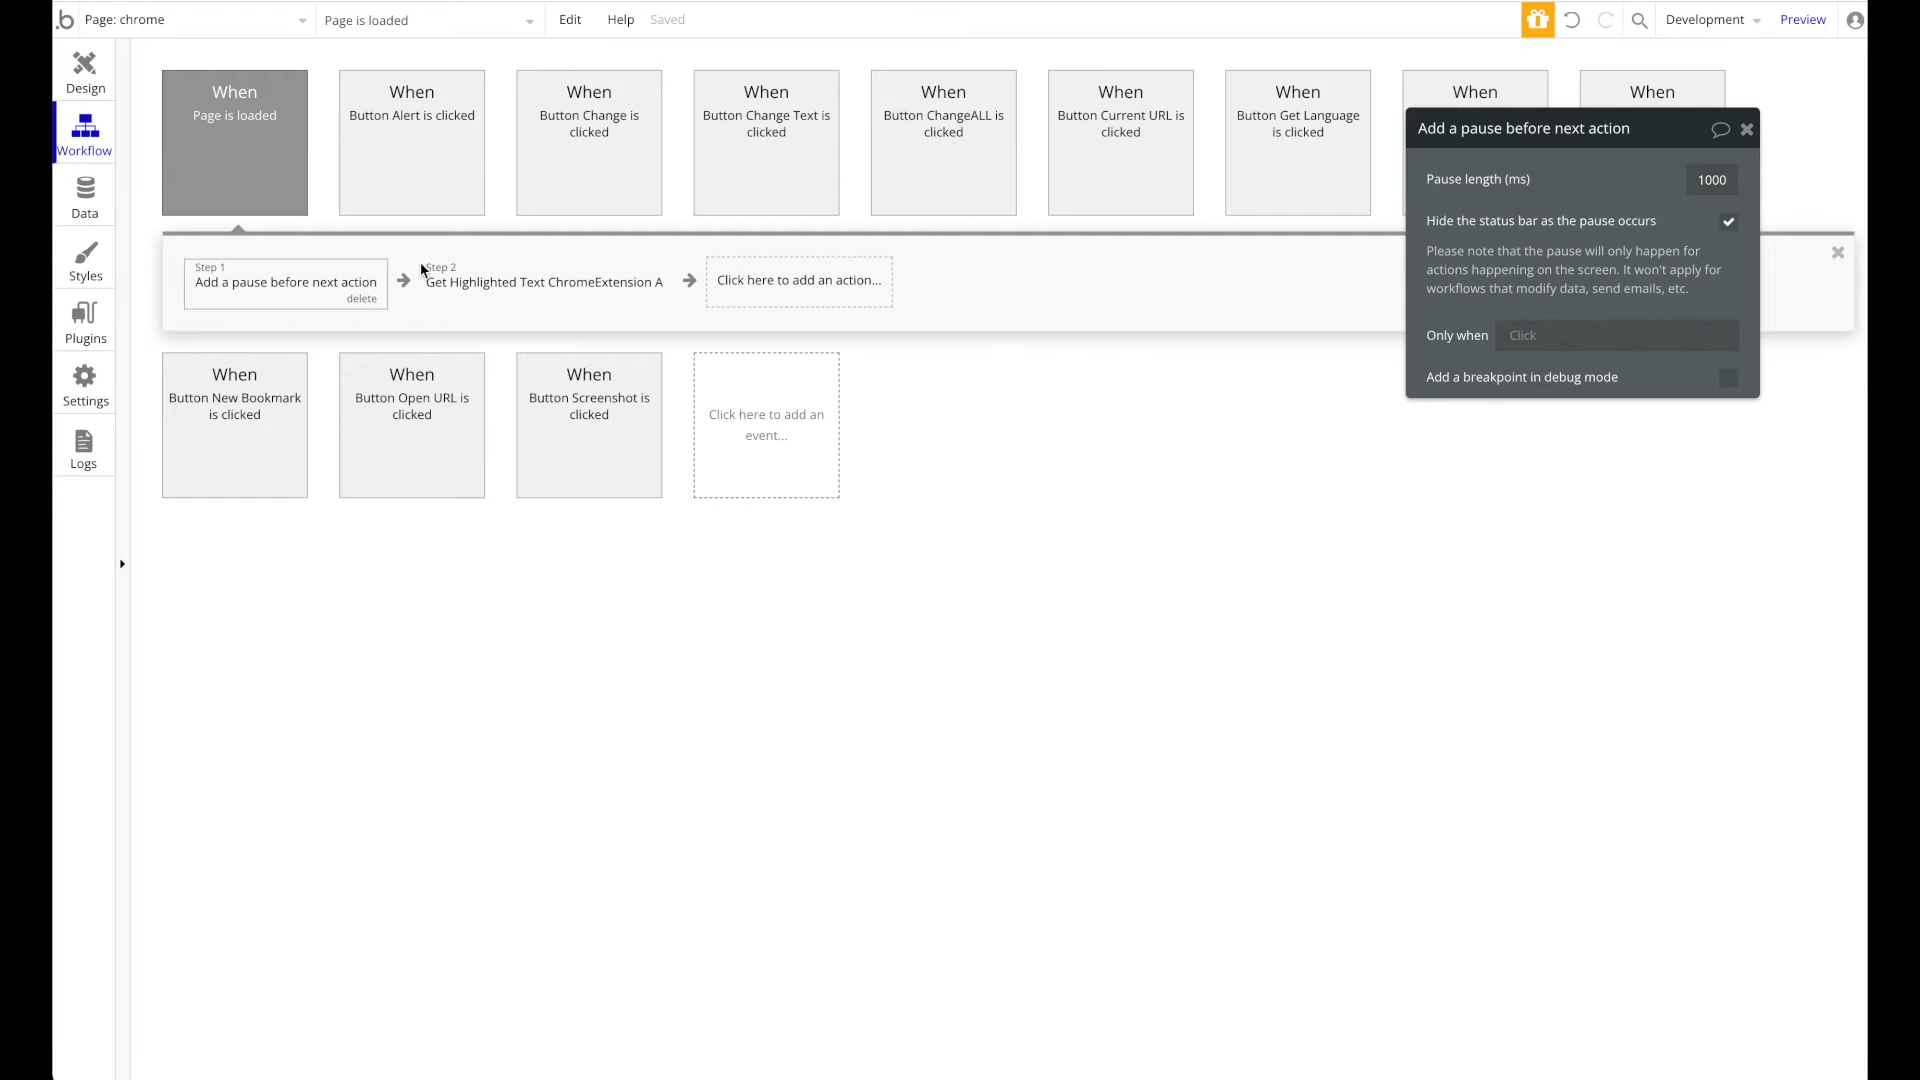 .b
Page: chrome
Page is loaded
Edit
Help
Saved
Development
Preview
Design
Workflow
Data
Styles
Plugins
Settings
Logs
When
Page is loaded
When
Button Alert is clicked
When
Button Change is
clicked
When
Button Change Text is
clicked
When
Button ChangeALL is
clicked
When
Button Current URL is
clicked
When
Button Get Language
is clicked
When
When
Add a pause before next action
Pause length (ms)
1000
Hide the status bar as the pause occurs
Please note that the pause will only happen for
actions happening on the screen. It won't apply for
workflows that modify data, send emails, etc.
Only when
Click
Add a breakpoint in debug mode
Step 1
Add a pause before next action
delete
Step 2
Get Highlighted Text ChromeExtension A
Click here to add an action...
When
Button New Bookmark
is clicked
When
Button Open URL is
clicked
When
Button Screenshot is
clicked
Click here to add an
event...